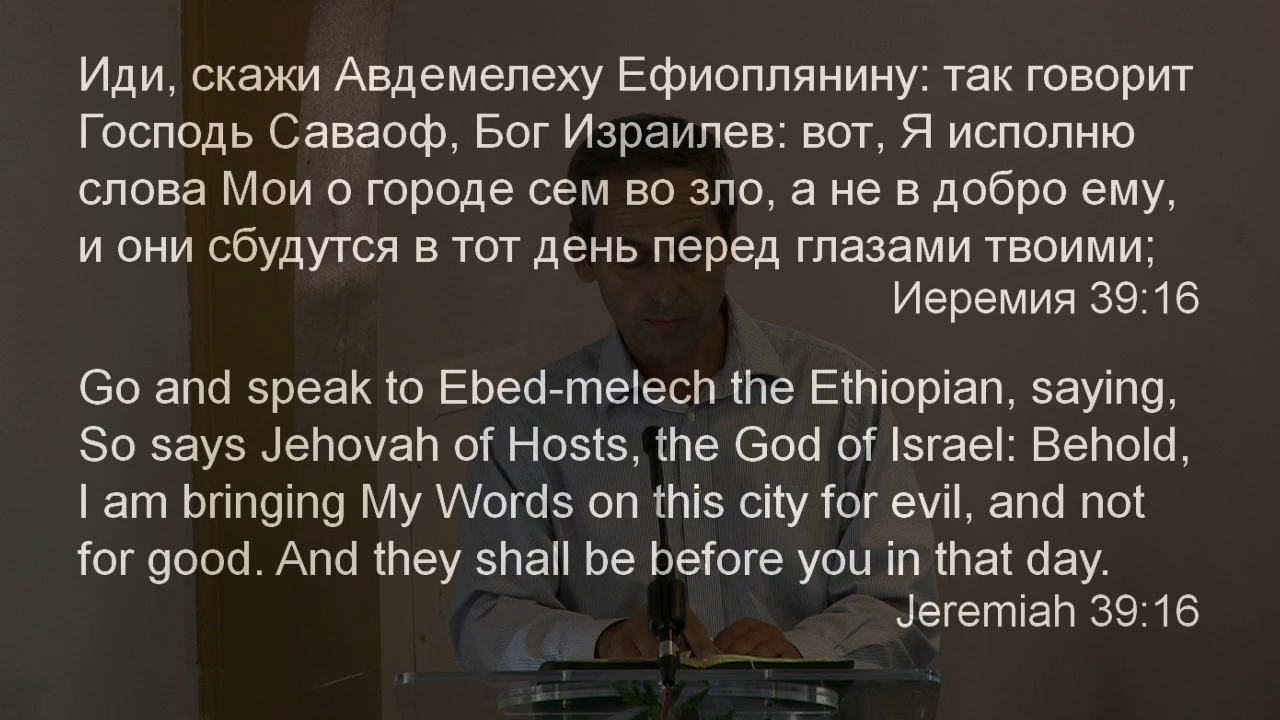 Иди, скажи Авдемелеху Ефиоплянину: так говорит
Господь Саваоф, Бог Израилев: вот, Я исполню
слова Мои о городе сем во зло, а не в добро ему,
и они сбудутся в тот день перед глазами твоими;
Иеремия 39:16
Go and speak to Ebed-melech the Ethiopian, saying,
So says Jehovah of Hosts, the God of Israel: Behold,
I am bringing My Words on this city for evil, and not
for good. And they shall be before you in that day.
Jeremiah 39:16